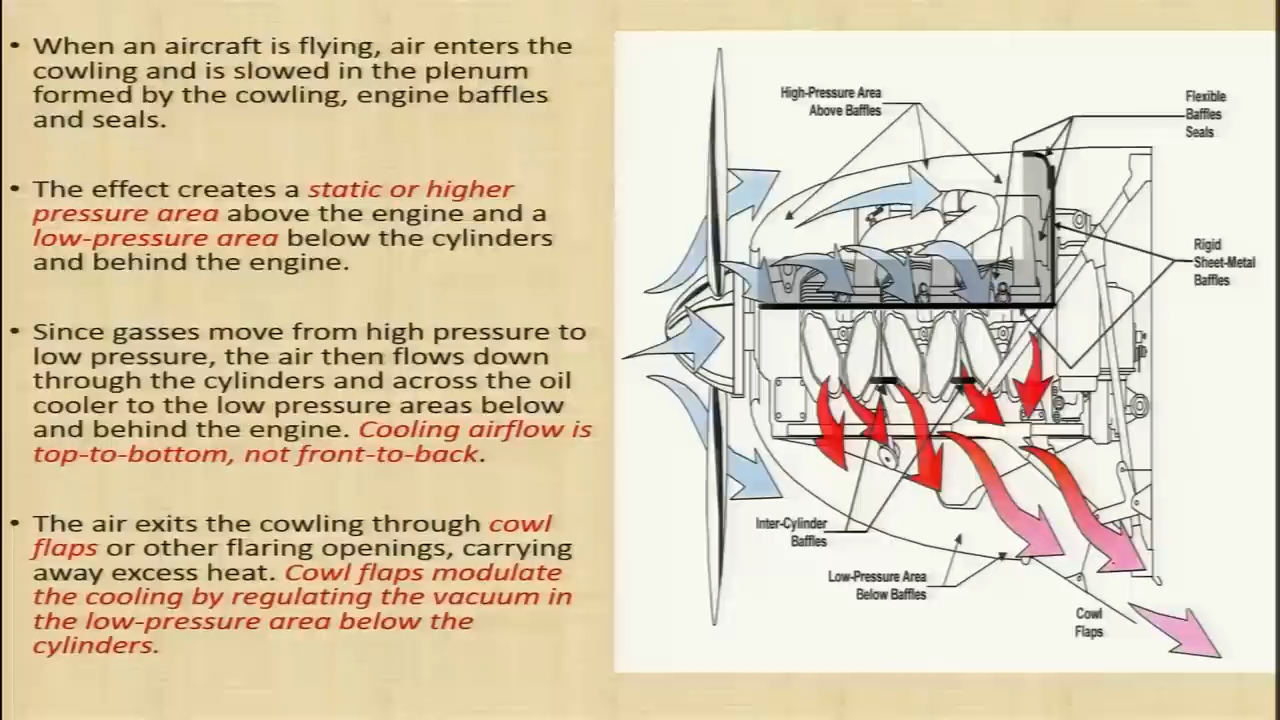 • When an aircraft is flying, air enters the
cowling and is slowed in the plenum
formed by the cowling, engine baffles
and seals.
• The effect creates a static or higher
pressure area above the engine and a
low-pressure area below the cylinders
and behind the engine.
• Since gasses move from high pressure to
low pressure, the air then flows down
through the cylinders and across the oil
cooler to the low pressure areas below
and behind the engine. Cooling airflow is
top-to-bottom, not front-to-back.
• The air exits the cowling through cowl
flaps or other flaring openings, carrying
away excess heat. Cowl flaps modulate
the cooling by regulating the vacuum in
the low-pressure area below the
cylinders.
High-Pressure Area
Above Baffles
Flexible
Baffles
Seals
Rigid
Sheet-Metal
Baffles
Inter-Cylinder
Baffles
Low-Pressure Area
Below Baffles
Cowl
Flaps